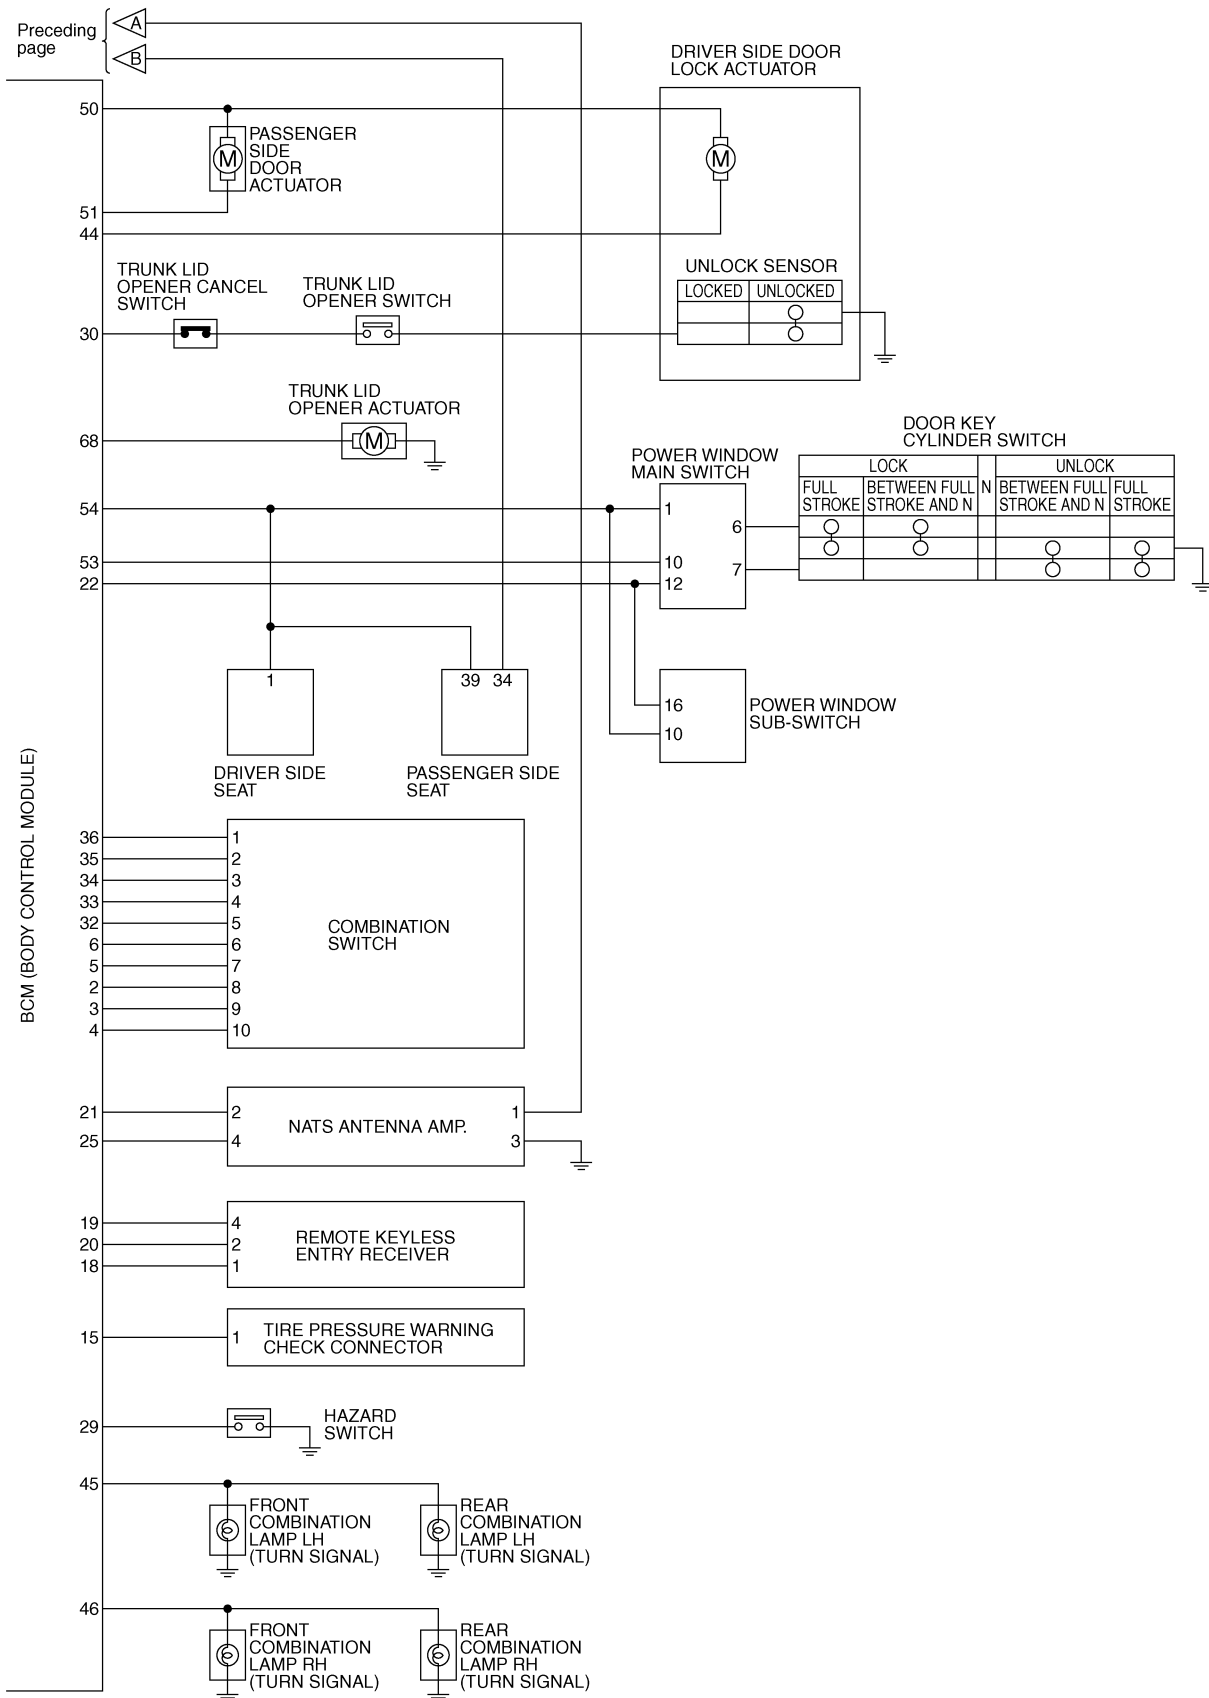 Preceding
page
A
B
DRIVER SIDE DOOR
LOCK ACTUATOR
50
PASSENGER
SIDE
DOOR
ACTUATOR
M
M
51
44
UNLOCK SENSOR
LOCKED UNLOCKED
TRUNK LID
OPENER CANCEL
SWITCH
TRUNK LID
OPENER SWITCH
30
TRUNK LID
OPENER ACTUATOR
68
M
DOOR KEY
CYLINDER SWITCH
LOCK N UNLOCK
FULL
STROKE
BETWEEN FULL
STROKE AND N
BETWEEN FULL
STROKE AND N
FULL
STROKE
POWER WINDOW
MAIN SWITCH
54
1
6
53
10
7
22
12
1
39 34
16
10
POWER WINDOW
SUB-SWITCH
DRIVER SIDE
SEAT
PASSENGER SIDE
SEAT
BCM (BODY CONTROL MODULE)
36 1
35 2
34 3
33 4
32 5
6 6
5 7
2 8
3 9
4 10
COMBINATION
SWITCH
21 2 1
25 4 3
NATS ANTENNA AMP.
19 4
20 2
18 1
REMOTE KEYLESS
ENTRY RECEIVER
15 1
TIRE PRESSURE WARNING
CHECK CONNECTOR
29
HAZARD
SWITCH
45
FRONT
COMBINATION
LAMP LH
(TURN SIGNAL)
REAR
COMBINATION
LAMP LH
(TURN SIGNAL)
46
FRONT
COMBINATION
LAMP RH
(TURN SIGNAL)
REAR
COMBINATION
LAMP RH
(TURN SIGNAL)